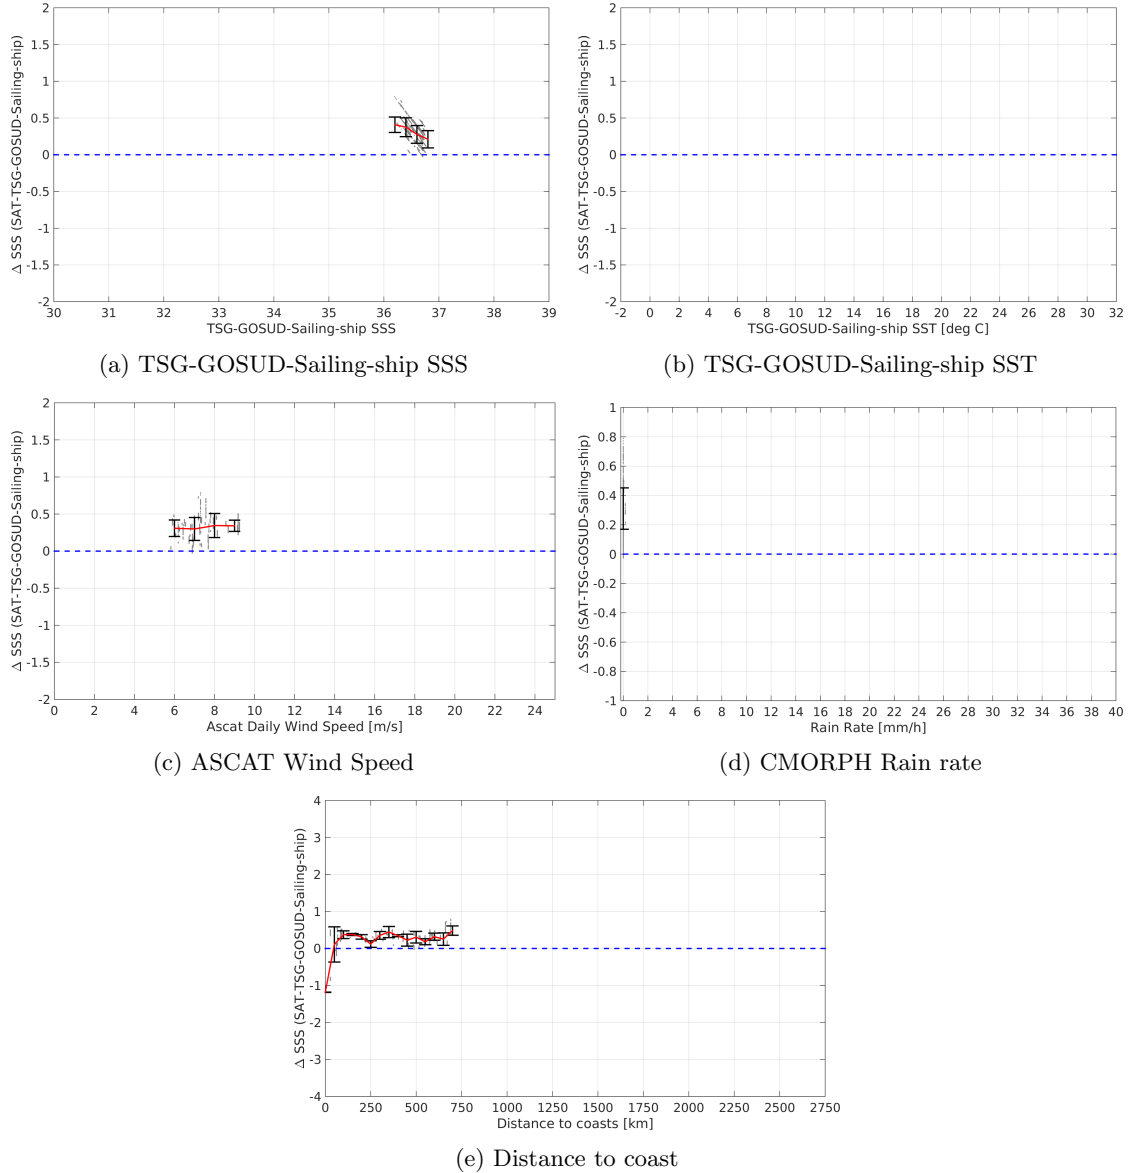 2
1.5
1
0.5
0
-0.5
-1
-1.5
-2
Δ SSS (SAT-TSG-GOSUD-Sailing-ship)
30 31 32 33 34 35 36 37 38 39
TSG-GOSUD-Sailing-ship SSS
(a) TSG-GOSUD-Sailing-ship SSS
2
1.5
1
0.5
0
-0.5
-1
-1.5
-2
Δ SSS (SAT-TSG-GOSUD-Sailing-ship)
-2 0 2 4 6 8 10 12 14 16 18 20 22 24 26 28 30 32
TSG-GOSUD-Sailing-ship SST [deg C]
(b) TSG-GOSUD-Sailing-ship SST
2
1.5
1
0.5
0
-0.5
-1
-1.5
-2
Δ SSS (SAT-TSG-GOSUD-Sailing-ship)
0 2 4 6 8 10 12 14 16 18 20 22 24
Ascat Daily Wind Speed [m/s]
(c) ASCAT Wind Speed
1
0.8
0.6
0.4
0.2
0
-0.2
-0.4
-0.6
-0.8
-1
Δ SSS (SAT-TSG-GOSUD-Sailing-ship)
0 2 4 6 8 10 12 14 16 18 20 22 24 26 28 30 32 34 36 38 40
Rain Rate [mm/h]
(d) CMORPH Rain rate
4
3
2
1
0
-1
-2
-3
-4
Δ SSS (SAT-TSG-GOSUD-Sailing-ship)
0 250 500 750 1000 1250 1500 1750 2000 2250 2500 2750
Distance to coasts [km]
(e) Distance to coast